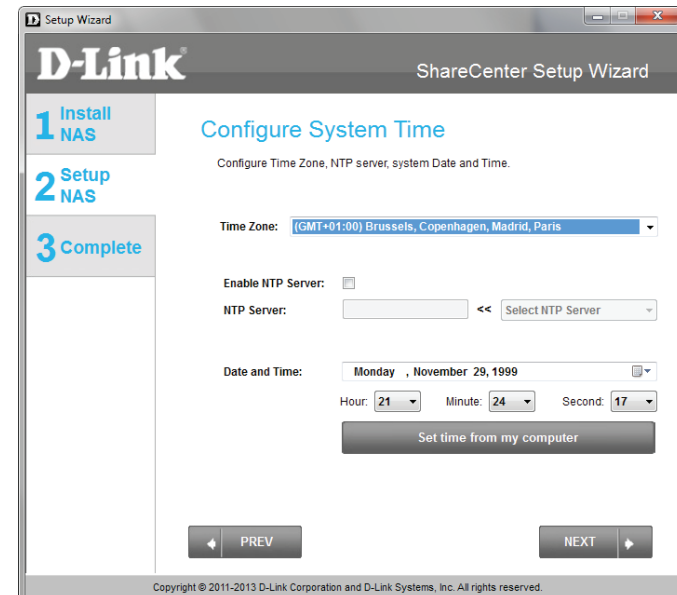 Setup Wizard
D-Link
ShareCenter Setup Wizard
1 Install NAS
2 Setup NAS
3 Complete
Configure System Time
Configure Time Zone, NTP server, system Date and Time.
Time Zone: (GMT+01:00) Brussels, Copenhagen, Madrid, Paris
Enable NTP Server:
NTP Server: << Select NTP Server
Date and Time: Monday , November 29, 1999
Hour: 21 Minute: 24 Second: 17
Set time from my computer
PREV NEXT
Copyright © 2011-2013 D-Link Corporation and D-Link Systems, Inc. All rights reserved.